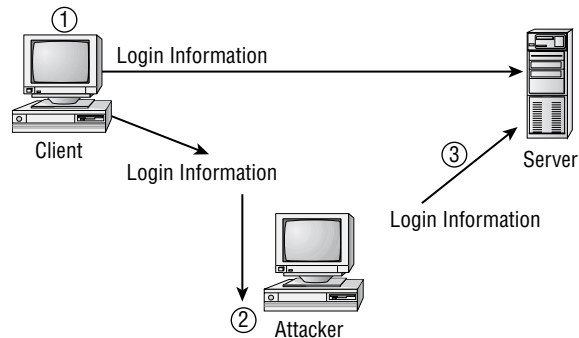 ①
Login Information
Client
Login Information
③
Server
Login Information
②
Attacker